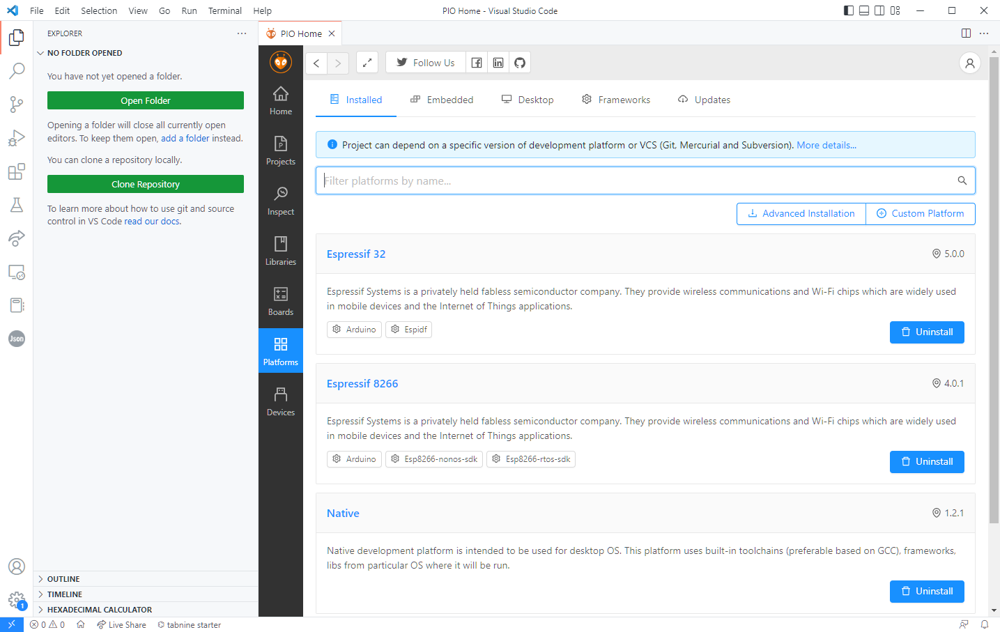 File Edit Selection View Go Run Terminal Help PIO Home - Visual Studio Code
EXPLORER
NO FOLDER OPENED
You have not yet opened a folder.
Open Folder
Opening a folder will close all currently open
editors. To keep them open, add a folder instead.
You can clone a repository locally.
Clone Repository
To learn more about how to use git and source
control in VS Code read our docs.
OUTLINE
TIMELINE
HEXADECIMAL CALCULATOR
Json
1
PIO Home
Home
Projects
Inspect
Libraries
Boards
Platforms
Devices
Follow Us
Installed Embedded Desktop Frameworks Updates
Project can depend on a specific version of development platform or VCS (Git, Mercurial and Subversion). More details...
Filter platforms by name...
Advanced Installation Custom Platform
Espressif 32 5.0.0
Espressif Systems is a privately held fabless semiconductor company. They provide wireless communications and Wi-Fi chips which are widely used
in mobile devices and the Internet of Things applications.
Arduino Espidf
Uninstall
Espressif 8266 4.0.1
Espressif Systems is a privately held fabless semiconductor company. They provide wireless communications and Wi-Fi chips which are widely used
in mobile devices and the Internet of Things applications.
Arduino Esp8266-nonos-sdk Esp8266-rtos-sdk
Uninstall
Native 1.2.1
Native development platform is intended to be used for desktop OS. This platform uses built-in toolchains (preferable based on GCC), frameworks,
libs from particular OS where it will be run.
Uninstall
0 0 Live Share tabnine starter